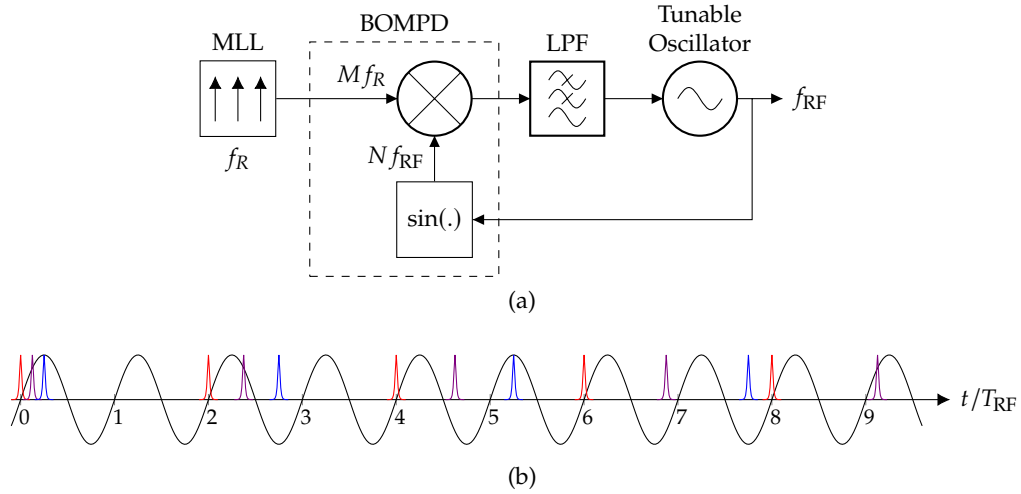 BOMPD
Tunable
Oscillator
MLL
LPF
M f_R
f_RF
f_R
N f_RF
sin(.)
(a)
0 1 2 3 4 5 6 7 8 9
t/T_RF
(b)